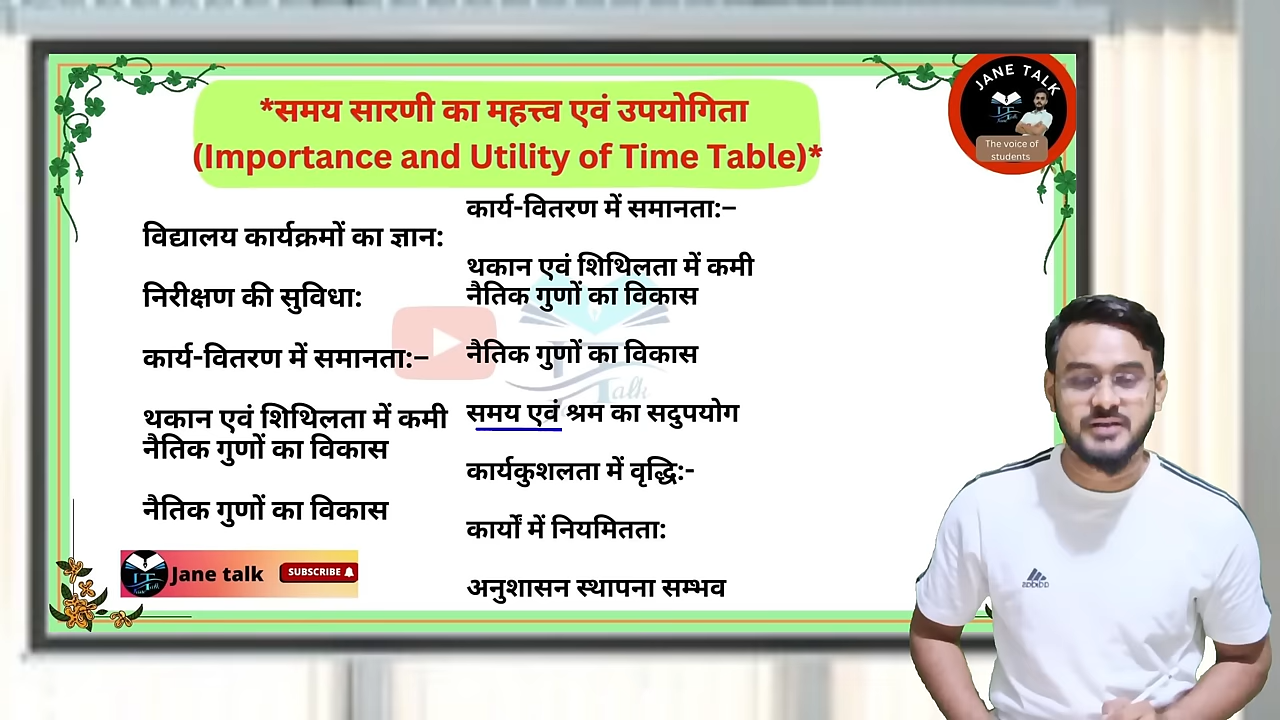 *समय सारणी का महत्त्व एवं उपयोगिता
(Importance and Utility of Time Table)*
JANE TALK
The voice of
students
विद्यालय कार्यक्रमों का ज्ञान:
निरीक्षण की सुविधा:
कार्य-वितरण में समानता:–
थकान एवं शिथिलता में कमी
नैतिक गुणों का विकास
नैतिक गुणों का विकास
कार्य-वितरण में समानता:–
थकान एवं शिथिलता में कमी
नैतिक गुणों का विकास
नैतिक गुणों का विकास
समय एवं श्रम का सदुपयोग
कार्यकुशलता में वृद्धि:-
कार्यों में नियमितता:
अनुशासन स्थापना सम्भव
Talk
Jane talk
SUBSCRIBE